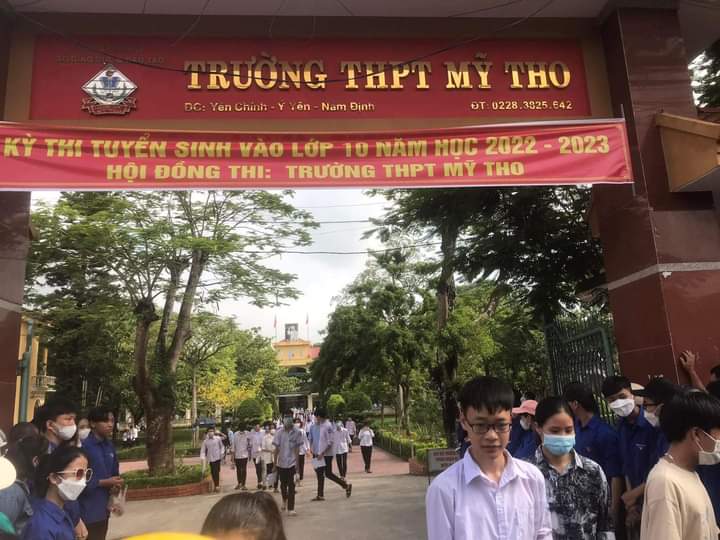 TRƯỜNG THPT MỸ THO
ĐC: Yên Chính - Ý Yên - Nam Định
ĐT: 0228.3825.642
KỲ THI TUYỂN SINH VÀO LỚP 10 NĂM HỌC 2022 - 2023
HỘI ĐỒNG THI: TRƯỜNG THPT MỸ THO